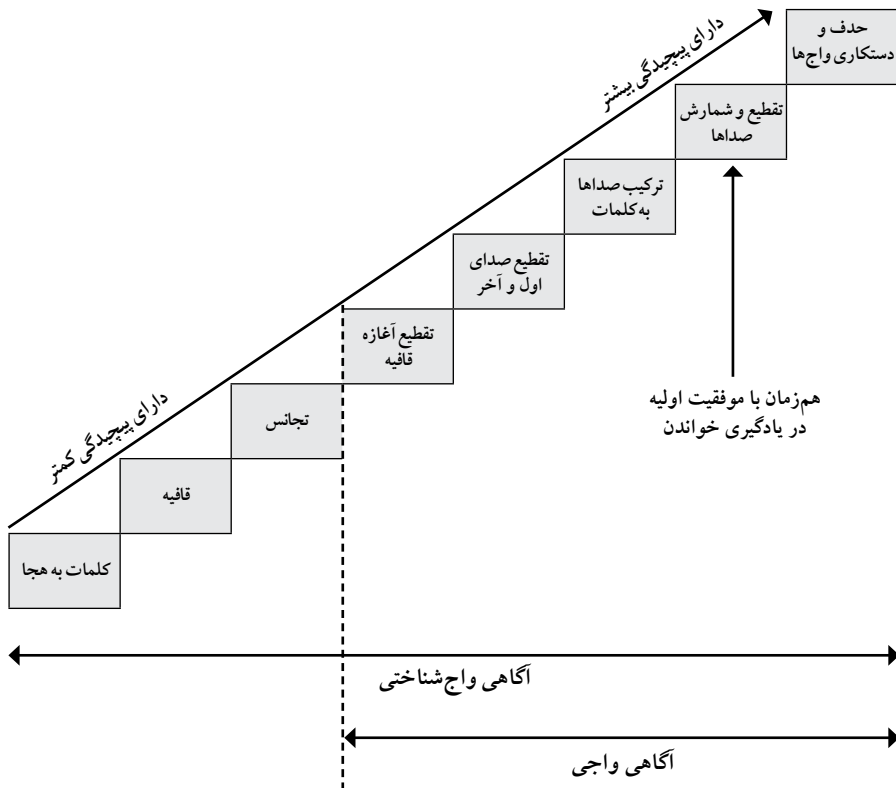 حذف و
دستکاری واج‌ها
دارای پیچیدگی بیشتر
تقطیع و شمارش
صداها
ترکیب صداها
به کلمات
تقطیع صدای
اول و آخر
تقطیع آغازه
قافیه
هم‌زمان با موفقیت اولیه
در یادگیری خواندن
تجانس
دارای پیچیدگی کمتر
قافیه
کلمات به هجا
آگاهی واج‌شناختی
آگاهی واجی